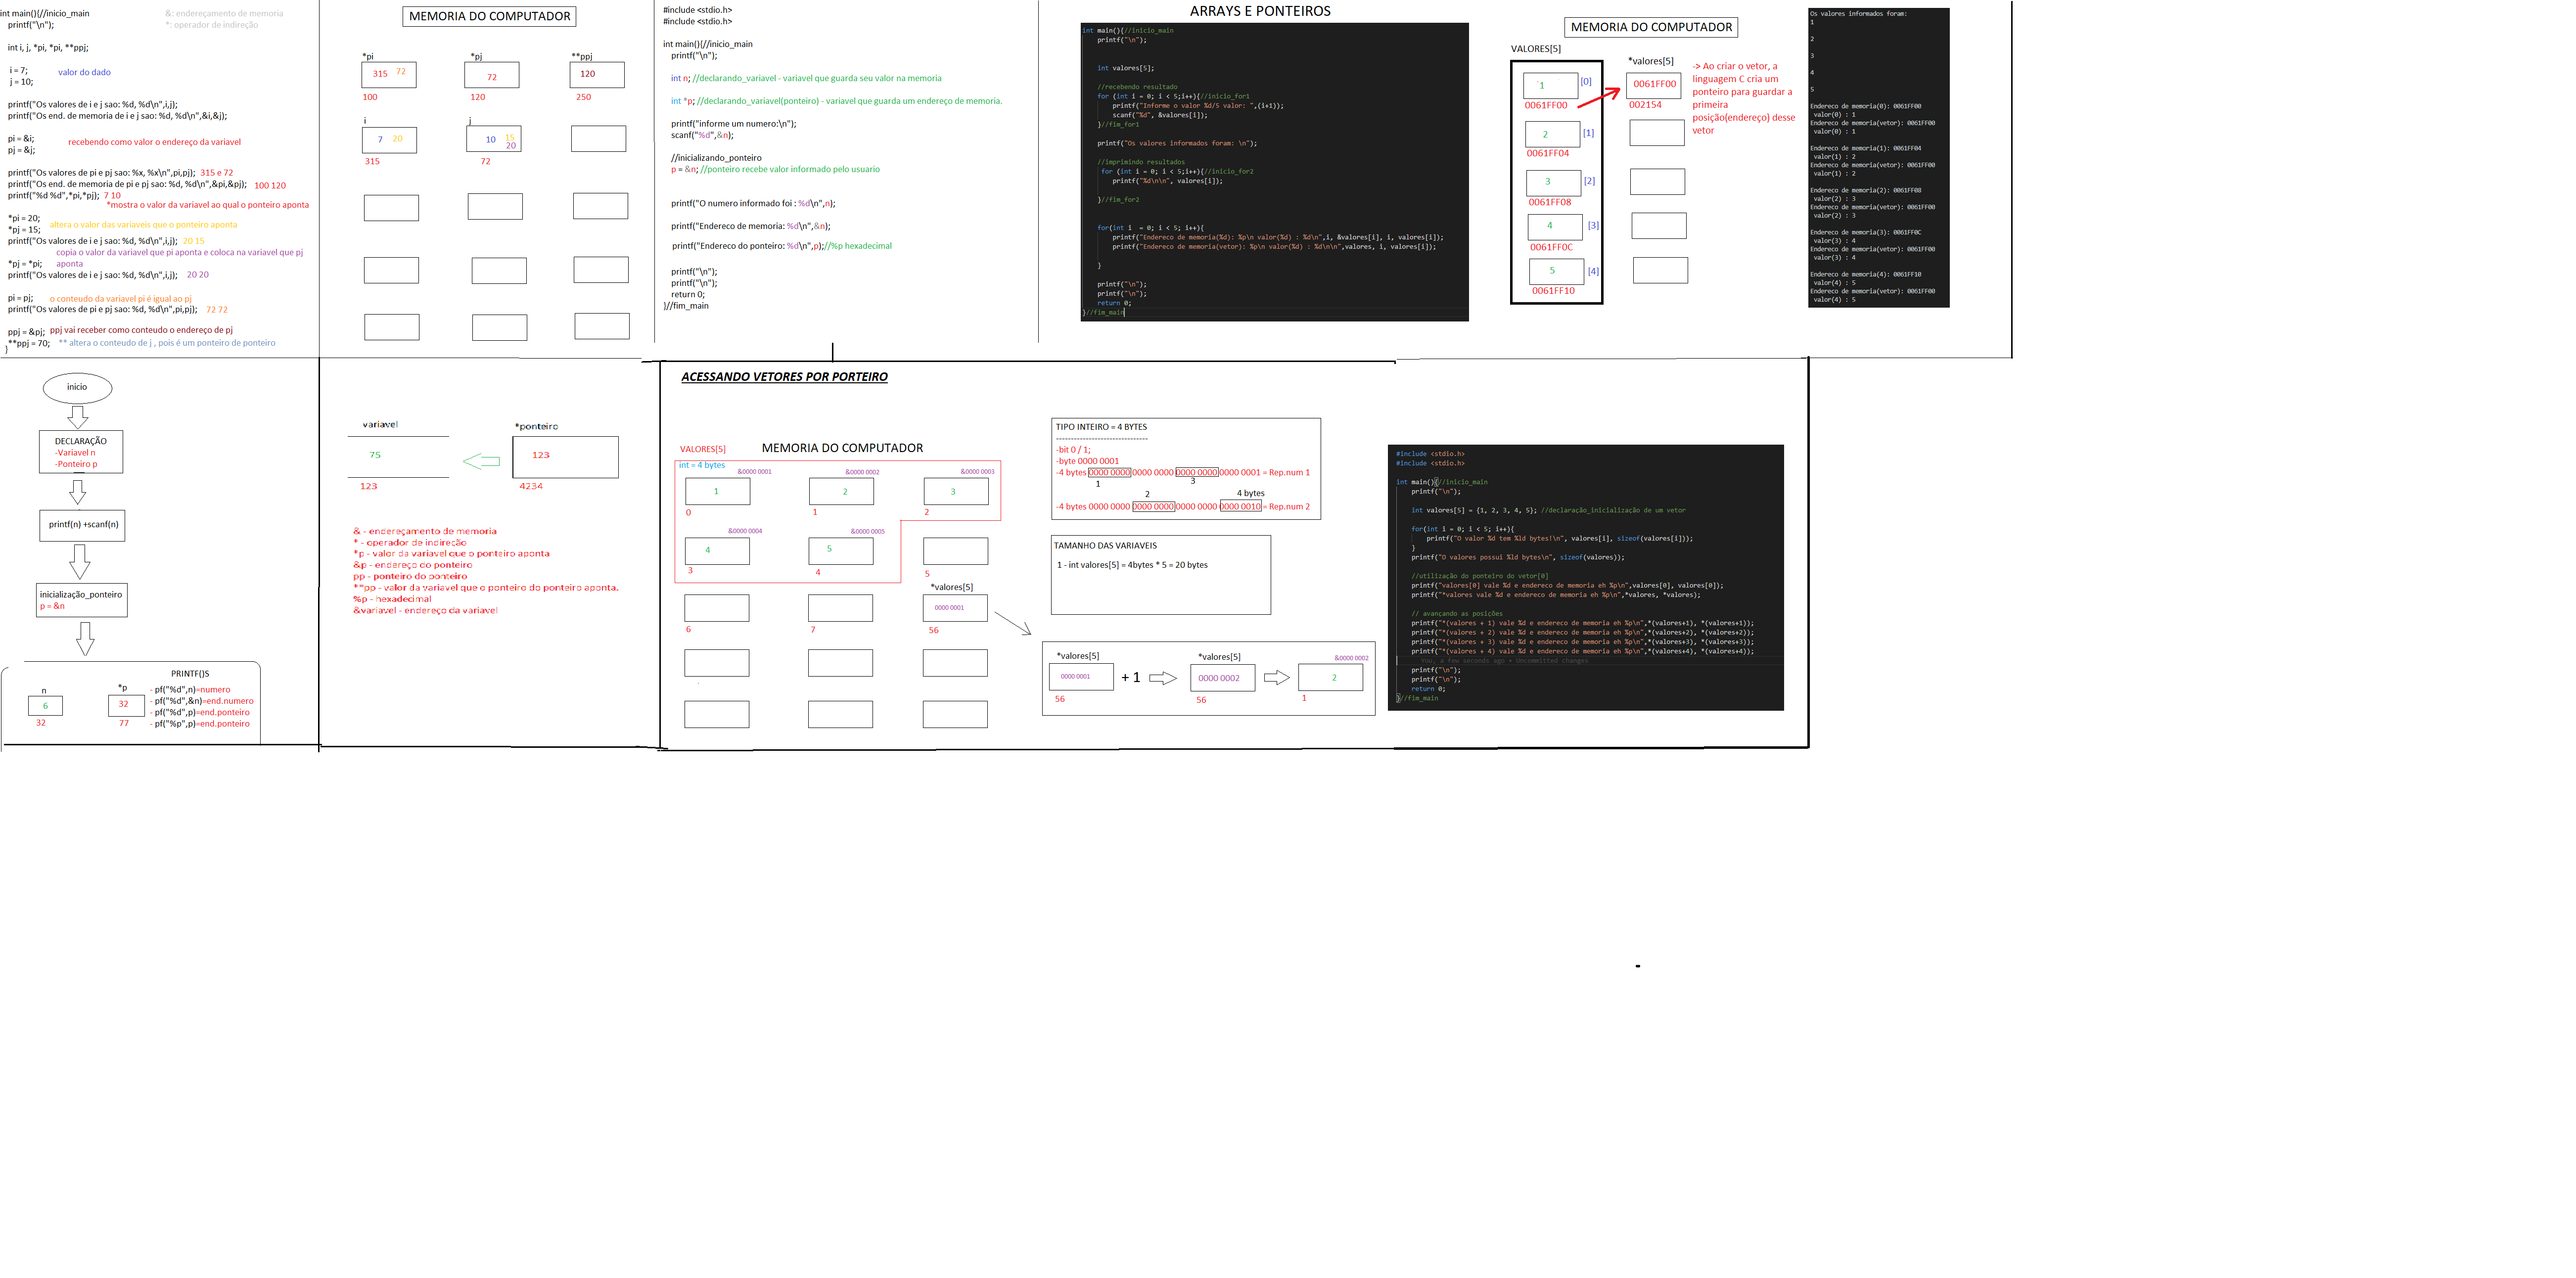 int main(){//inicio_main
&: endereçamento de memoria
printf("\n");
*: operador de indireção
int i, j, *pi, *pi, **ppj;
i = 7;
valor do dado
j = 10;
printf("Os valores de i e j sao: %d, %d\n",i,j);
printf("Os end. de memoria de i e j sao: %d, %d\n",&i,&j);
pi = &i;
recebendo como valor o endereço da variavel
pj = &j;
printf("Os valores de pi e pj sao: %x, %x\n",pi,pj); 315 e 72
printf("Os end. de memoria de pi e pj sao: %d, %d\n",&pi,&pj); 100 120
printf("%d %d",*pi,*pj); 7 10
*mostra o valor da variavel ao qual o ponteiro aponta
*pi = 20;
altera o valor das variaveis que o ponteiro aponta
*pj = 15;
printf("Os valores de i e j sao: %d, %d\n",i,j); 20 15
copia o valor da variavel que pi aponta e coloca na variavel que pj
*pj = *pi; aponta
printf("Os valores de i e j sao: %d, %d\n",i,j); 20 20
pi = pj; o conteudo da variavel pi é igual ao pj
printf("Os valores de pi e pj sao: %d, %d\n",pi,pj); 72 72
ppj = &pj; ppj vai receber como conteudo o endereço de pj
**ppj = 70; ** altera o conteudo de j , pois é um ponteiro de ponteiro
}
MEMORIA DO COMPUTADOR
*pi *pj **ppj
315 72 72 120
100 120 250
i j
7 20 10 15
20
315 72
#include <stdio.h>
#include <stdio.h>
int main(){//inicio_main
printf("\n");
int n; //declarando_variavel - variavel que guarda seu valor na memoria
int *p; //declarando_variavel(ponteiro) - variavel que guarda um endereço de memoria.
printf("informe um numero:\n");
scanf("%d",&n);
//inicializando_ponteiro
p = &n; //ponteiro recebe valor informado pelo usuario
printf("O numero informado foi : %d\n",n);
printf("Endereco de memoria: %d\n",&n);
printf("Endereco do ponteiro: %d\n",p);//%p hexadecimal
printf("\n");
printf("\n");
return 0;
}//fim_main
ARRAYS E PONTEIROS
int main(){//inicio_main
printf("\n");
int valores[5];
//recebendo resultado
for (int i = 0; i < 5;i++){//inicio_for1
printf("Informe o valor %d/5 valor: ",(i+1));
scanf("%d", &valores[i]);
}//fim_for1
printf("Os valores informados foram: \n");
//imprimindo resultados
for (int i = 0; i < 5;i++){//inicio_for2
printf("%d\n\n", valores[i]);
}//fim_for2
for(int i  = 0; i < 5; i++){
printf("Endereco de memoria(%d): %p\n valor(%d) : %d\n",i, &valores[i], i, valores[i]);
printf("Endereco de memoria(vetor): %p\n valor(%d) : %d\n\n",valores, i, valores[i]);
}
printf("\n");
printf("\n");
return 0;
}//fim_main
MEMORIA DO COMPUTADOR
VALORES[5]
*valores[5]
1 [0]
0061FF00
0061FF00
002154
2 [1]
0061FF04
3 [2]
0061FF08
4 [3]
0061FF0C
5 [4]
0061FF10
-> Ao criar o vetor, a
linguagem C cria um
ponteiro para guardar a
primeira
posição(endereço) desse
vetor
Os valores informados foram:
1
2
3
4
5
Endereco de memoria(0): 0061FF00
valor(0) : 1
Endereco de memoria(vetor): 0061FF00
valor(0) : 1
Endereco de memoria(1): 0061FF04
valor(1) : 2
Endereco de memoria(vetor): 0061FF00
valor(1) : 2
Endereco de memoria(2): 0061FF08
valor(2) : 3
Endereco de memoria(vetor): 0061FF00
valor(2) : 3
Endereco de memoria(3): 0061FF0C
valor(3) : 4
Endereco de memoria(vetor): 0061FF00
valor(3) : 4
Endereco de memoria(4): 0061FF10
valor(4) : 5
Endereco de memoria(vetor): 0061FF00
valor(4) : 5
inicio
DECLARAÇÃO
-Variavel n
-Ponteiro p
printf(n) +scanf(n)
inicialização_ponteiro
p = &n
PRINTF()S
n *p
6 32
32 77
- pf("%d",n)=numero
- pf("%d",&n)=end.numero
- pf("%d",p)=end.ponteiro
- pf("%p",p)=end.ponteiro
variavel *ponteiro
75 123
123 4234
& - endereçamento de memoria
* - operador de indireção
*p - valor da variavel que o ponteiro aponta
&p - endereço do ponteiro
pp - ponteiro do ponteiro
**pp - valor da variavel que o ponteiro do ponteiro aponta.
%p - hexadecimal
&variavel - endereço da variavel
ACESSANDO VETORES POR PORTEIRO
VALORES[5] MEMORIA DO COMPUTADOR
int = 4 bytes
&0000 0001 &0000 0002 &0000 0003
1 2 3
0 1 2
&0000 0004 &0000 0005
4 5
3 4 5
*valores[5]
0000 0001
6 7 56
TIPO INTEIRO = 4 BYTES
-------------------------------
-bit 0 / 1;
-byte 0000 0001
-4 bytes 0000 0000 0000 0000 0000 0000 0000 0001 = Rep.num 1
1 3
2 4 bytes
-4 bytes 0000 0000 0000 0000 0000 0000 0000 0010 = Rep.num 2
TAMANHO DAS VARIAVEIS
1 - int valores[5] = 4bytes * 5 = 20 bytes
*valores[5] *valores[5] &0000 0002
0000 0001 + 1 0000 0002 2
56 56 1
#include <stdio.h>
#include <stdio.h>
int main(){//inicio_main
printf("\n");
int valores[5] = {1, 2, 3, 4, 5}; //declaração_inicialização de um vetor
for(int i = 0; i < 5; i++){
printf("O valor %d tem %ld bytes!\n", valores[i], sizeof(valores[i]));
}
printf("O valores possui %ld bytes\n", sizeof(valores));
//utilização do ponteiro do vetor[0]
printf("valores[0] vale %d e endereco de memoria eh %p\n",valores[0], valores[0]);
printf("*valores vale %d e endereco de memoria eh %p\n",*valores, *valores);
// avançando as posições
printf("*(valores + 1) vale %d e endereco de memoria eh %p\n",*(valores+1), *(valores+1));
printf("*(valores + 2) vale %d e endereco de memoria eh %p\n",*(valores+2), *(valores+2));
printf("*(valores + 3) vale %d e endereco de memoria eh %p\n",*(valores+3), *(valores+3));
printf("*(valores + 4) vale %d e endereco de memoria eh %p\n",*(valores+4), *(valores+4));
You, a few seconds ago • Uncommitted changes
printf("\n");
printf("\n");
return 0;
}//fim_main